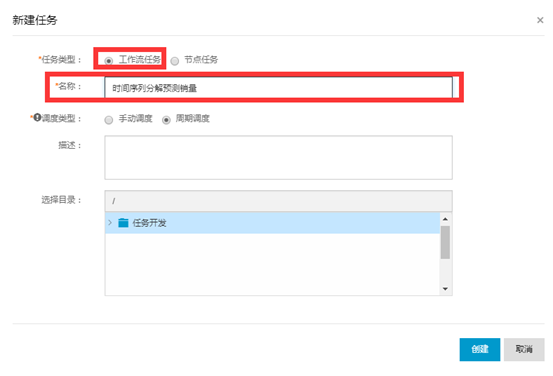 新建任务 ×
*任务类型： 工作流任务 节点任务
*名称： 时间序列分解预测销量
*调度类型： 手动调度 周期调度
描述：
选择目录： /
任务开发
创建 取消